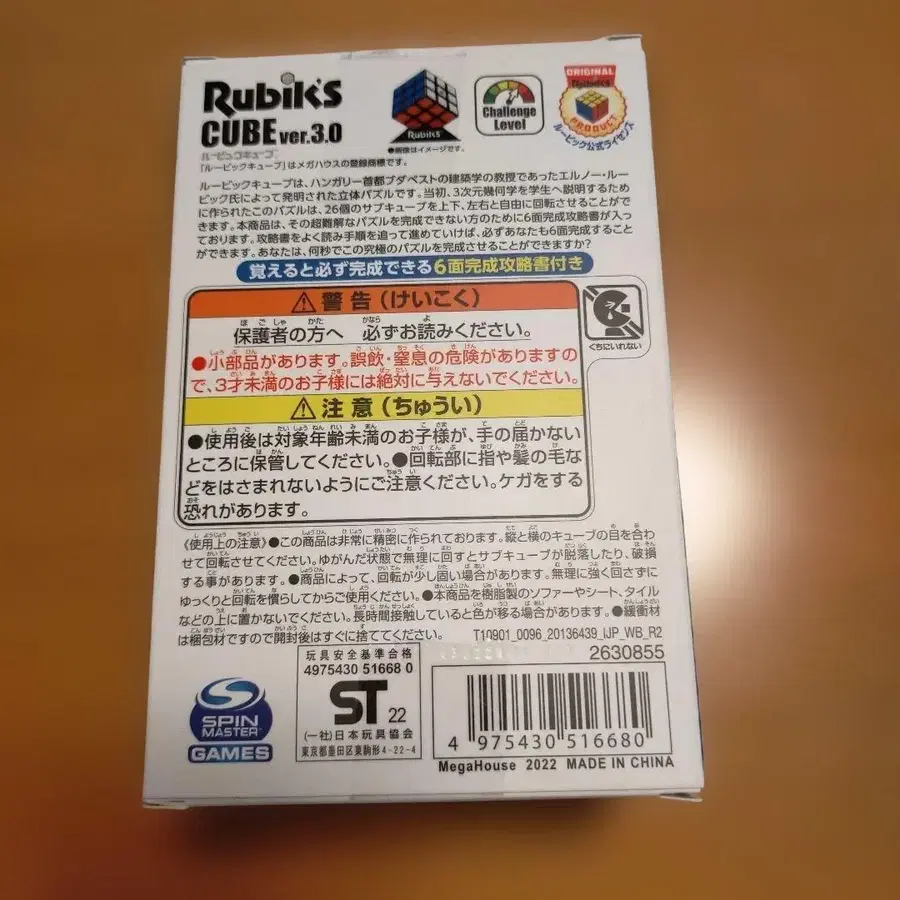 Rubik's
CUBE ver.3.0
ルービックキューブ
「ルービックキューブ」はメガハウスの登録商標です。
Rubik's
●画像はイメージです。
Challenge
Level
ORIGINAL
Rubik's
PRODUCT
ルービック公式ライセンス
ルービックキューブは、ハンガリー首都ブダペストの建築学の教授であったエルノー・ルー
ビック氏によって発明された立体パズルです。当初、3次元幾何学を学生へ説明するため
に作られたこのパズルは、26個のサブキューブを上下、左右と自由に回転させることがで
きます。本商品は、その超難解なパズルを完成できない方のために6面完成攻略書が入っ
ております。攻略書をよく読み手順を追って進めていけば、必ずあなたも6面完成すること
ができます。あなたは、何秒でこの究極のパズルを完成させることができますか?
覚えると必ず完成できる6面完成攻略書付き
警告(けいこく)
保護者の方へ 必ずお読みください。
●小部品があります。誤飲・窒息の危険がありますの
で、3才未満のお子様には絶対に与えないでください。
くちにいれない
注意(ちゅうい)
●使用後は対象年齢未満のお子様が、手の届かない
ところに保管してください。●回転部に指や髪の毛な
どをはさまれないようにご注意ください。ケガをする
恐れがあります。
《使用上の注意》●この商品は非常に精密に作られております。縦と横のキューブの目を合わ
せて回転させてください。ゆがんだ状態で無理に回すとサブキューブが脱落したり、破損
する事があります。●商品によって、回転が少し固い場合があります。無理に強く回さずに
ゆっくりと回転を慣らしてからご使用ください。●本商品を樹脂製のソファーやシート、タイル
などの上に置かないでください。長時間接触していると色が移る場合があります。●緩衝材
は梱包材ですので開封後はすぐに捨ててください。
T10901_0096_20136439_IJP_WB_R2
2630855
SPIN
MASTER
GAMES
玩具安全基準合格
4975430 51668 0
ST 22
(一社)日本玩具協会
東京都墨田区東駒形4-22-4
4 975430 516680
MegaHouse 2022 MADE IN CHINA